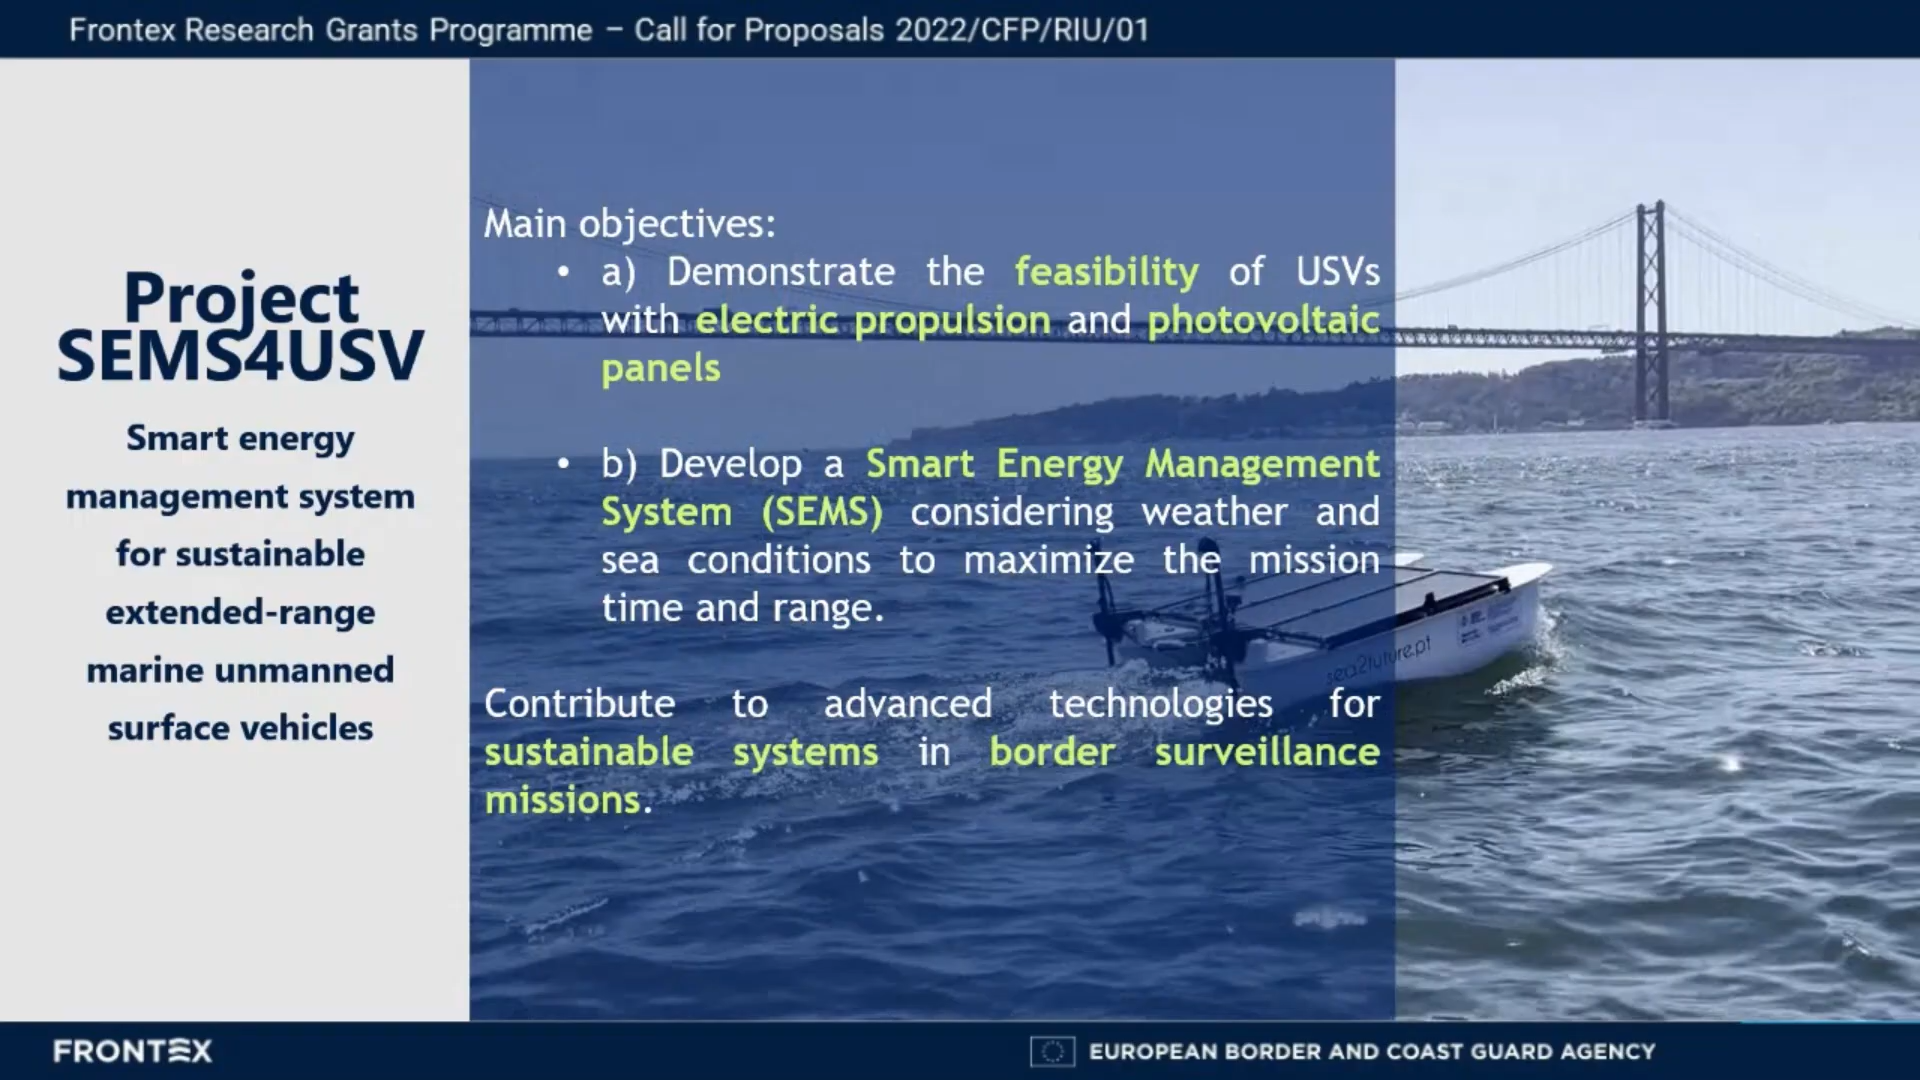 Frontex Research Grants Programme – Call for Proposals 2022/CFP/RIU/01
Project
SEMS4USV
Smart energy
management system
for sustainable
extended-range
marine unmanned
surface vehicles
Main objectives:
• a) Demonstrate the feasibility of USVs
with electric propulsion and photovoltaic
panels
• b) Develop a Smart Energy Management
System (SEMS) considering weather and
sea conditions to maximize the mission
time and range.
Contribute to advanced technologies for
sustainable systems in border surveillance
missions.
sea2future.pt
FRONTEX
EUROPEAN BORDER AND COAST GUARD AGENCY